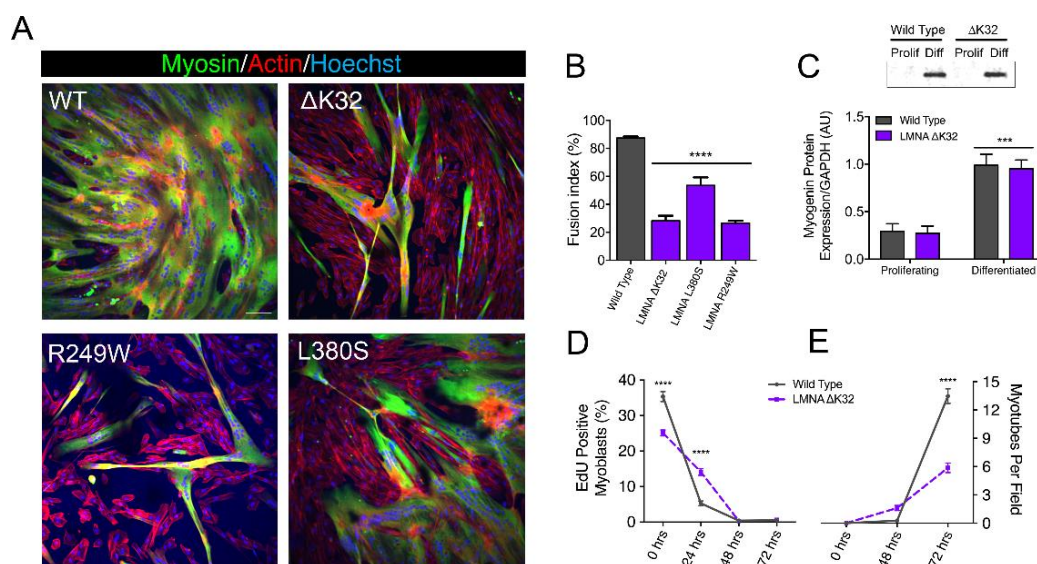 A
Myosin/Actin/Hoechst
WT
ΔK32
R249W
L380S
B
Fusion index (%)
100
80
60
40
20
0
****
Wild Type
LMNA ΔK32
LMNA L380S
LMNA R249W
C
Wild Type ΔK32
Prolif Diff Prolif Diff
Myogenin Protein
Expression/GAPDH (AU)
1.5
1.0
0.5
0.0
Wild Type
LMNA ΔK32
***
Proliferating Differentiated
D
EdU Positive
Myoblasts (%)
40
30
20
10
0
****
****
0 hrs
24 hrs
48 hrs
72 hrs
Wild Type
LMNA ΔK32
E
****
15
12
9
6
3
0
Myotubes Per Field
0 hrs
48 hrs
72 hrs